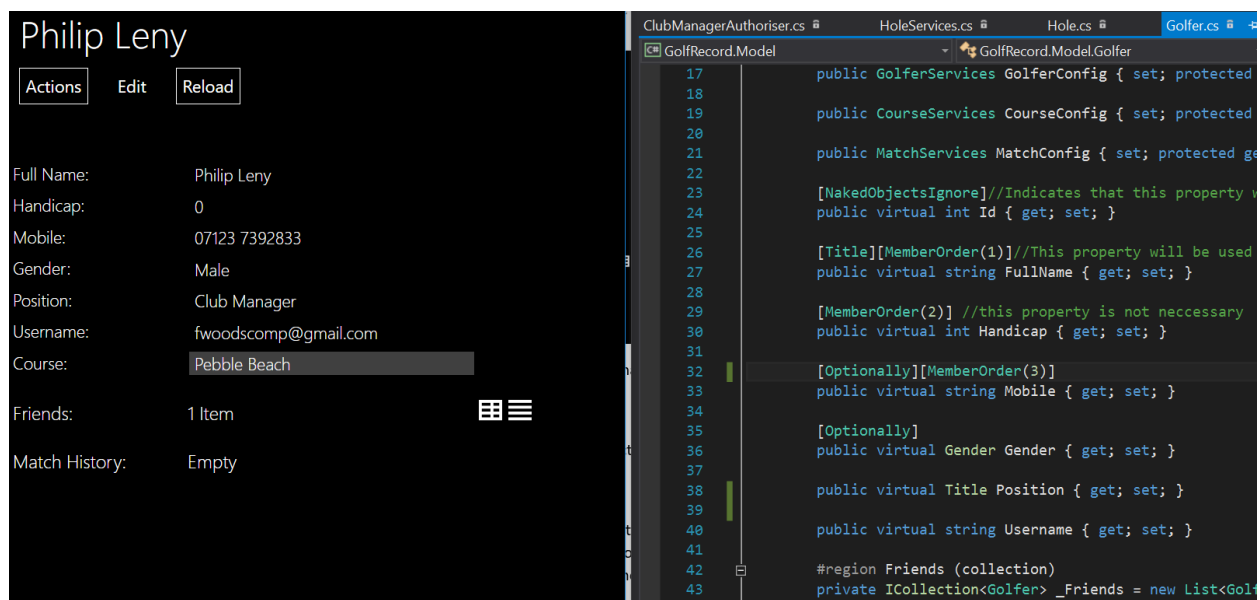 Philip Leny
Actions Edit Reload
Full Name: Philip Leny
Handicap: 0
Mobile: 07123 7392833
Gender: Male
Position: Club Manager
Username: fwoodscomp@gmail.com
Course: Pebble Beach
Friends: 1 Item
Match History: Empty
ClubManagerAuthoriser.cs HoleServices.cs Hole.cs Golfer.cs
C# GolfRecord.Model GolfRecord.Model.Golfer
17 public GolferServices GolferConfig { set; protected
18
19 public CourseServices CourseConfig { set; protected
20
21 public MatchServices MatchConfig { set; protected ge
22
23 [NakedObjectsIgnore]//Indicates that this property w
24 public virtual int Id { get; set; }
25
26 [Title][MemberOrder(1)]//This property will be used
27 public virtual string FullName { get; set; }
28
29 [MemberOrder(2)] //this property is not neccessary
30 public virtual int Handicap { get; set; }
31
32 [Optionally][MemberOrder(3)]
33 public virtual string Mobile { get; set; }
34
35 [Optionally]
36 public virtual Gender Gender { get; set; }
37
38 public virtual Title Position { get; set; }
39
40 public virtual string Username { get; set; }
41
42 #region Friends (collection)
43 private ICollection<Golfer> _Friends = new List<Golf